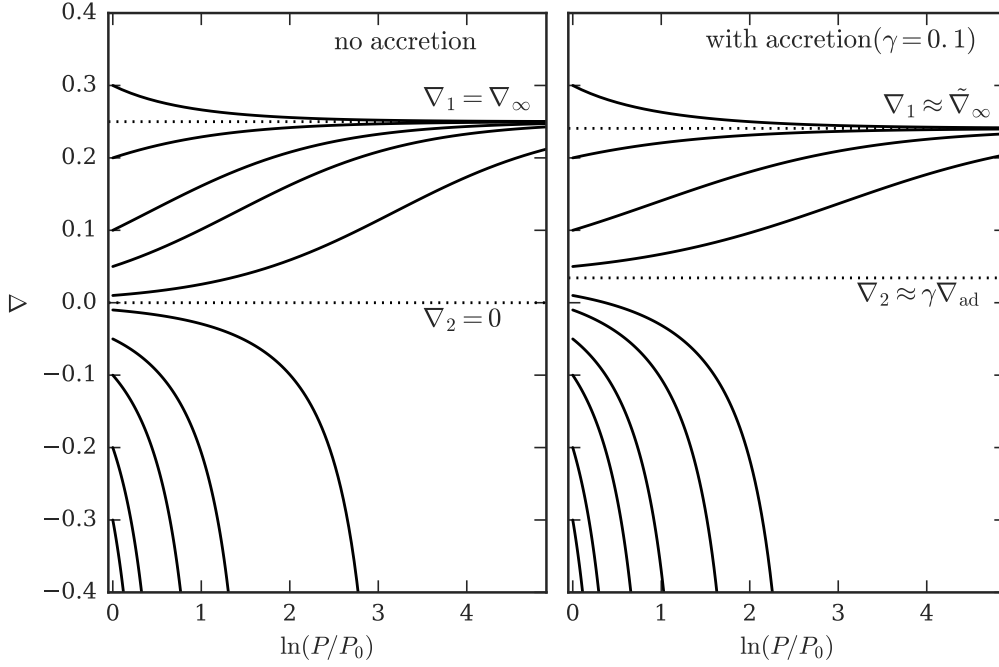 0.4
0.3
0.2
0.1
0.0
−0.1
−0.2
−0.3
−0.4
∇
no accretion
∇₁ = ∇∞
∇₂ = 0
0 1 2 3 4
ln(P/P₀)
with accretion(γ = 0.1)
∇₁ ≈ ∇̃∞
∇₂ ≈ γ∇ad
0 1 2 3 4
ln(P/P₀)